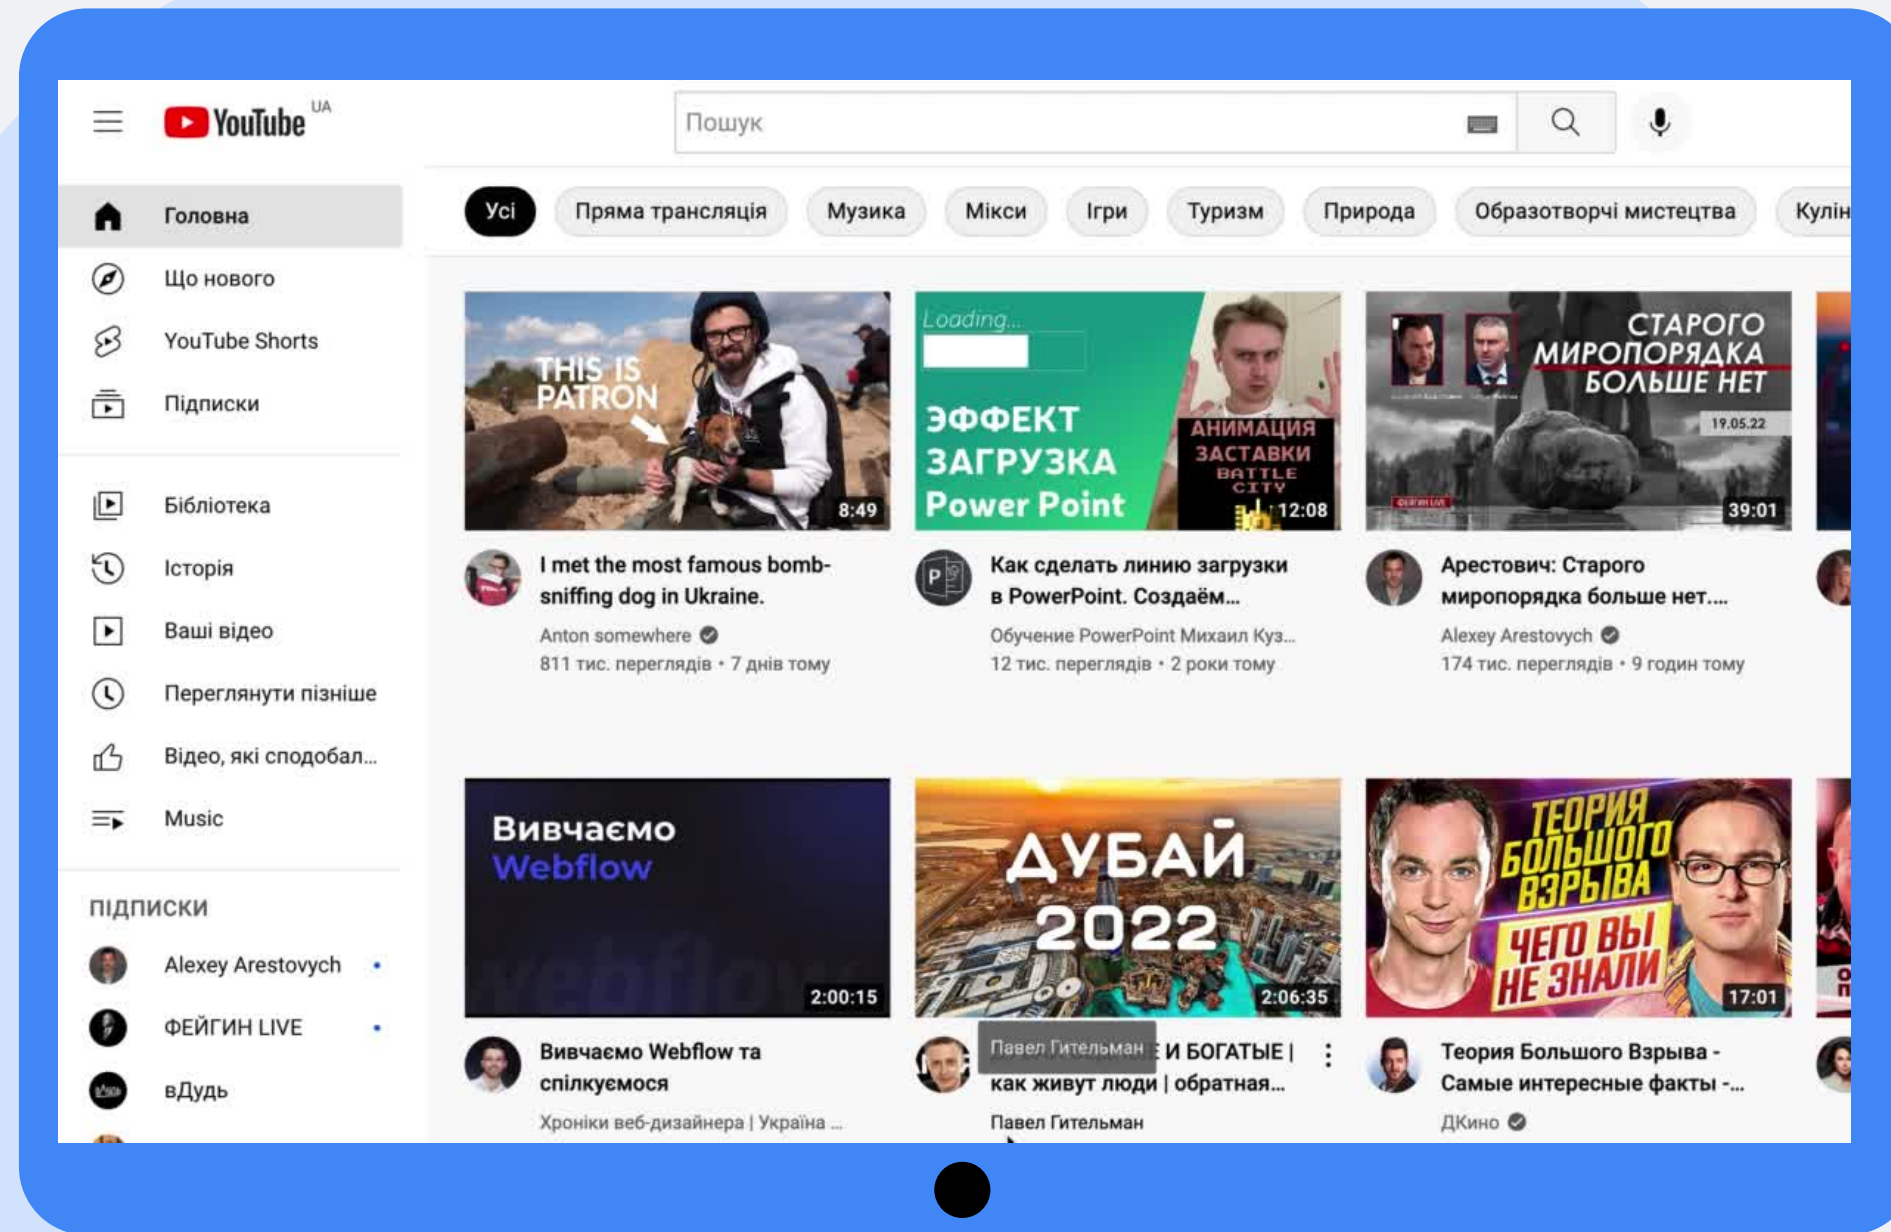 YouTube UA
Пошук
Головна
Що нового
YouTube Shorts
Підписки
Бібліотека
Історія
Ваші відео
Переглянути пізніше
Відео, які сподобал...
Music
ПІДПИСКИ
Alexey Arestovych
ФЕЙГИН LIVE
вДудь
Усі
Пряма трансляція
Музика
Мікси
Ігри
Туризм
Природа
Образотворчі мистецтва
Кулін
THIS IS
PATRON
8:49
I met the most famous bomb-
sniffing dog in Ukraine.
Anton somewhere
811 тис. переглядів • 7 днів тому
Loading...
ЭФФЕКТ
ЗАГРУЗКА
Power Point
АНИМАЦИЯ
ЗАСТАВКИ
BATTLE
CITY
12:08
Как сделать линию загрузки
в PowerPoint. Создаём...
Обучение PowerPoint Михаил Куз...
12 тис. переглядів • 2 роки тому
СТАРОГО
МИРОПОРЯДКА
БОЛЬШЕ НЕТ
19.05.22
ФЕЙГИН LIVE
39:01
Арестович: Старого
миропорядка больше нет....
Alexey Arestovych
174 тис. переглядів • 9 годин тому
Вивчаємо
Webflow
webflow
2:00:15
Вивчаємо Webflow та
спілкуємося
Хроніки веб-дизайнера | Україна ...
ДУБАЙ
2022
2:06:35
Павел Гительман
И БОГАТЫЕ |
как живут люди | обратная...
Павел Гительман
ТЕОРИЯ
БОЛЬШОГО
ВЗРЫВА
ЧЕГО ВЫ
НЕ ЗНАЛИ
17:01
Теория Большого Взрыва -
Самые интересные факты -...
ДКино